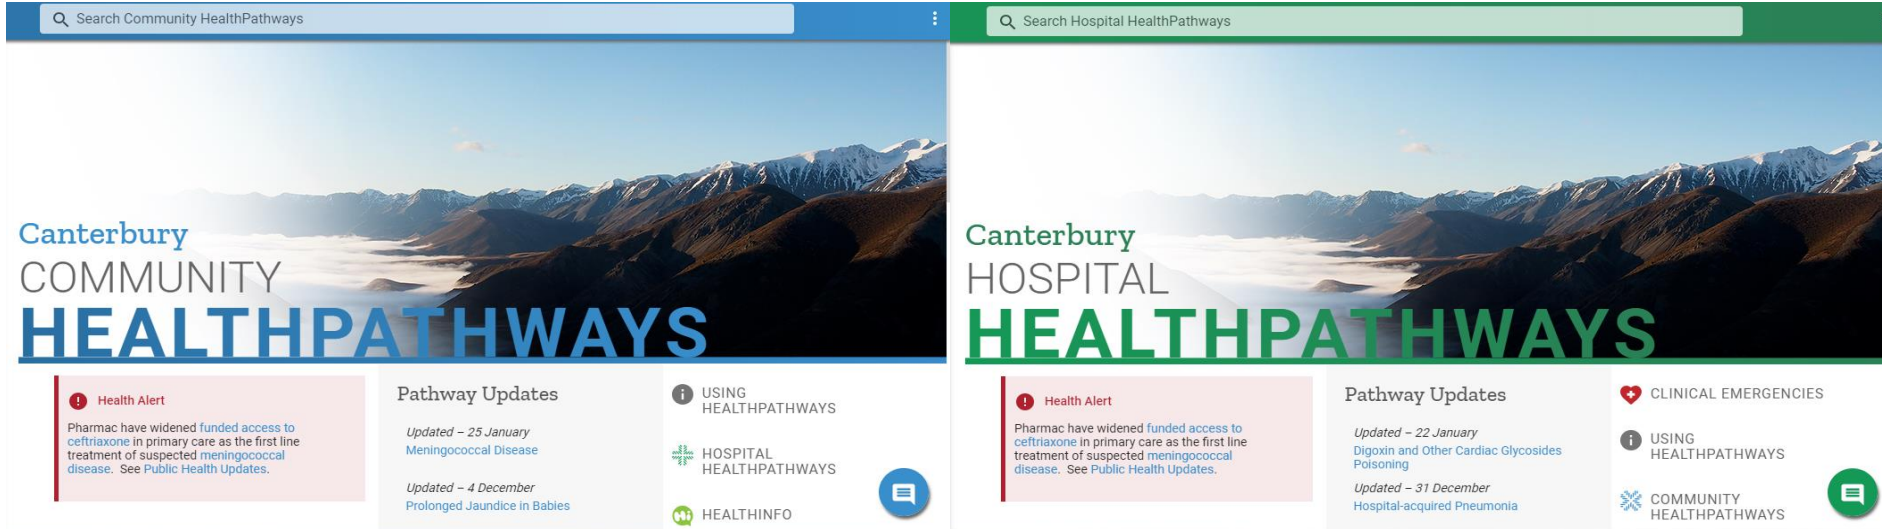 Search Community HealthPathways
Canterbury
COMMUNITY
HEALTHPATHWAYS
Health Alert
Pharmac have widened funded access to
ceftriaxone in primary care as the first line
treatment of suspected meningococcal
disease. See Public Health Updates.
Pathway Updates
Updated – 25 January
Meningococcal Disease
Updated – 4 December
Prolonged Jaundice in Babies
USING
HEALTHPATHWAYS
HOSPITAL
HEALTHPATHWAYS
HEALTHINFO
Search Hospital HealthPathways
Canterbury
HOSPITAL
HEALTHPATHWAYS
Health Alert
Pharmac have widened funded access to
ceftriaxone in primary care as the first line
treatment of suspected meningococcal
disease. See Public Health Updates.
Pathway Updates
Updated – 22 January
Digoxin and Other Cardiac Glycosides
Poisoning
Updated – 31 December
Hospital-acquired Pneumonia
CLINICAL EMERGENCIES
USING
HEALTHPATHWAYS
COMMUNITY
HEALTHPATHWAYS